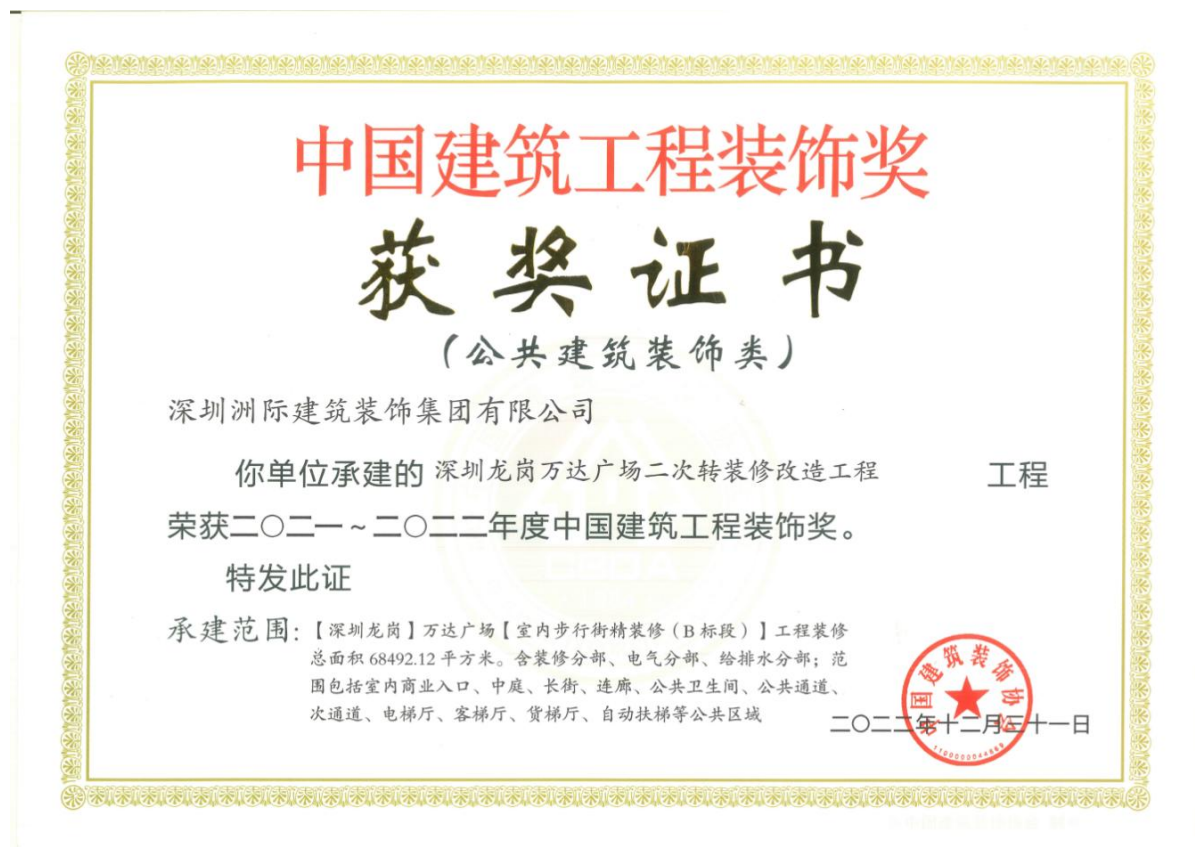 中国建筑工程装饰奖
获奖证书
（公共建筑装饰类）
深圳洲际建筑装饰集团有限公司
你单位承建的 深圳龙岗万达广场二次转装修改造工程 工程
荣获二〇二一~二〇二二年度中国建筑工程装饰奖。
特发此证
承建范围:【深圳龙岗】万达广场【室内步行街精装修（B标段）】工程装修
总面积68492.12平方米。含装修分部、电气分部、给排水分部；范
围包括室内商业入口、中庭、长街、连廊、公共卫生间、公共通道、
次通道、电梯厅、客梯厅、货梯厅、自动扶梯等公共区域
中国建筑装饰协会
二〇二二年十二月三十一日
CBDA